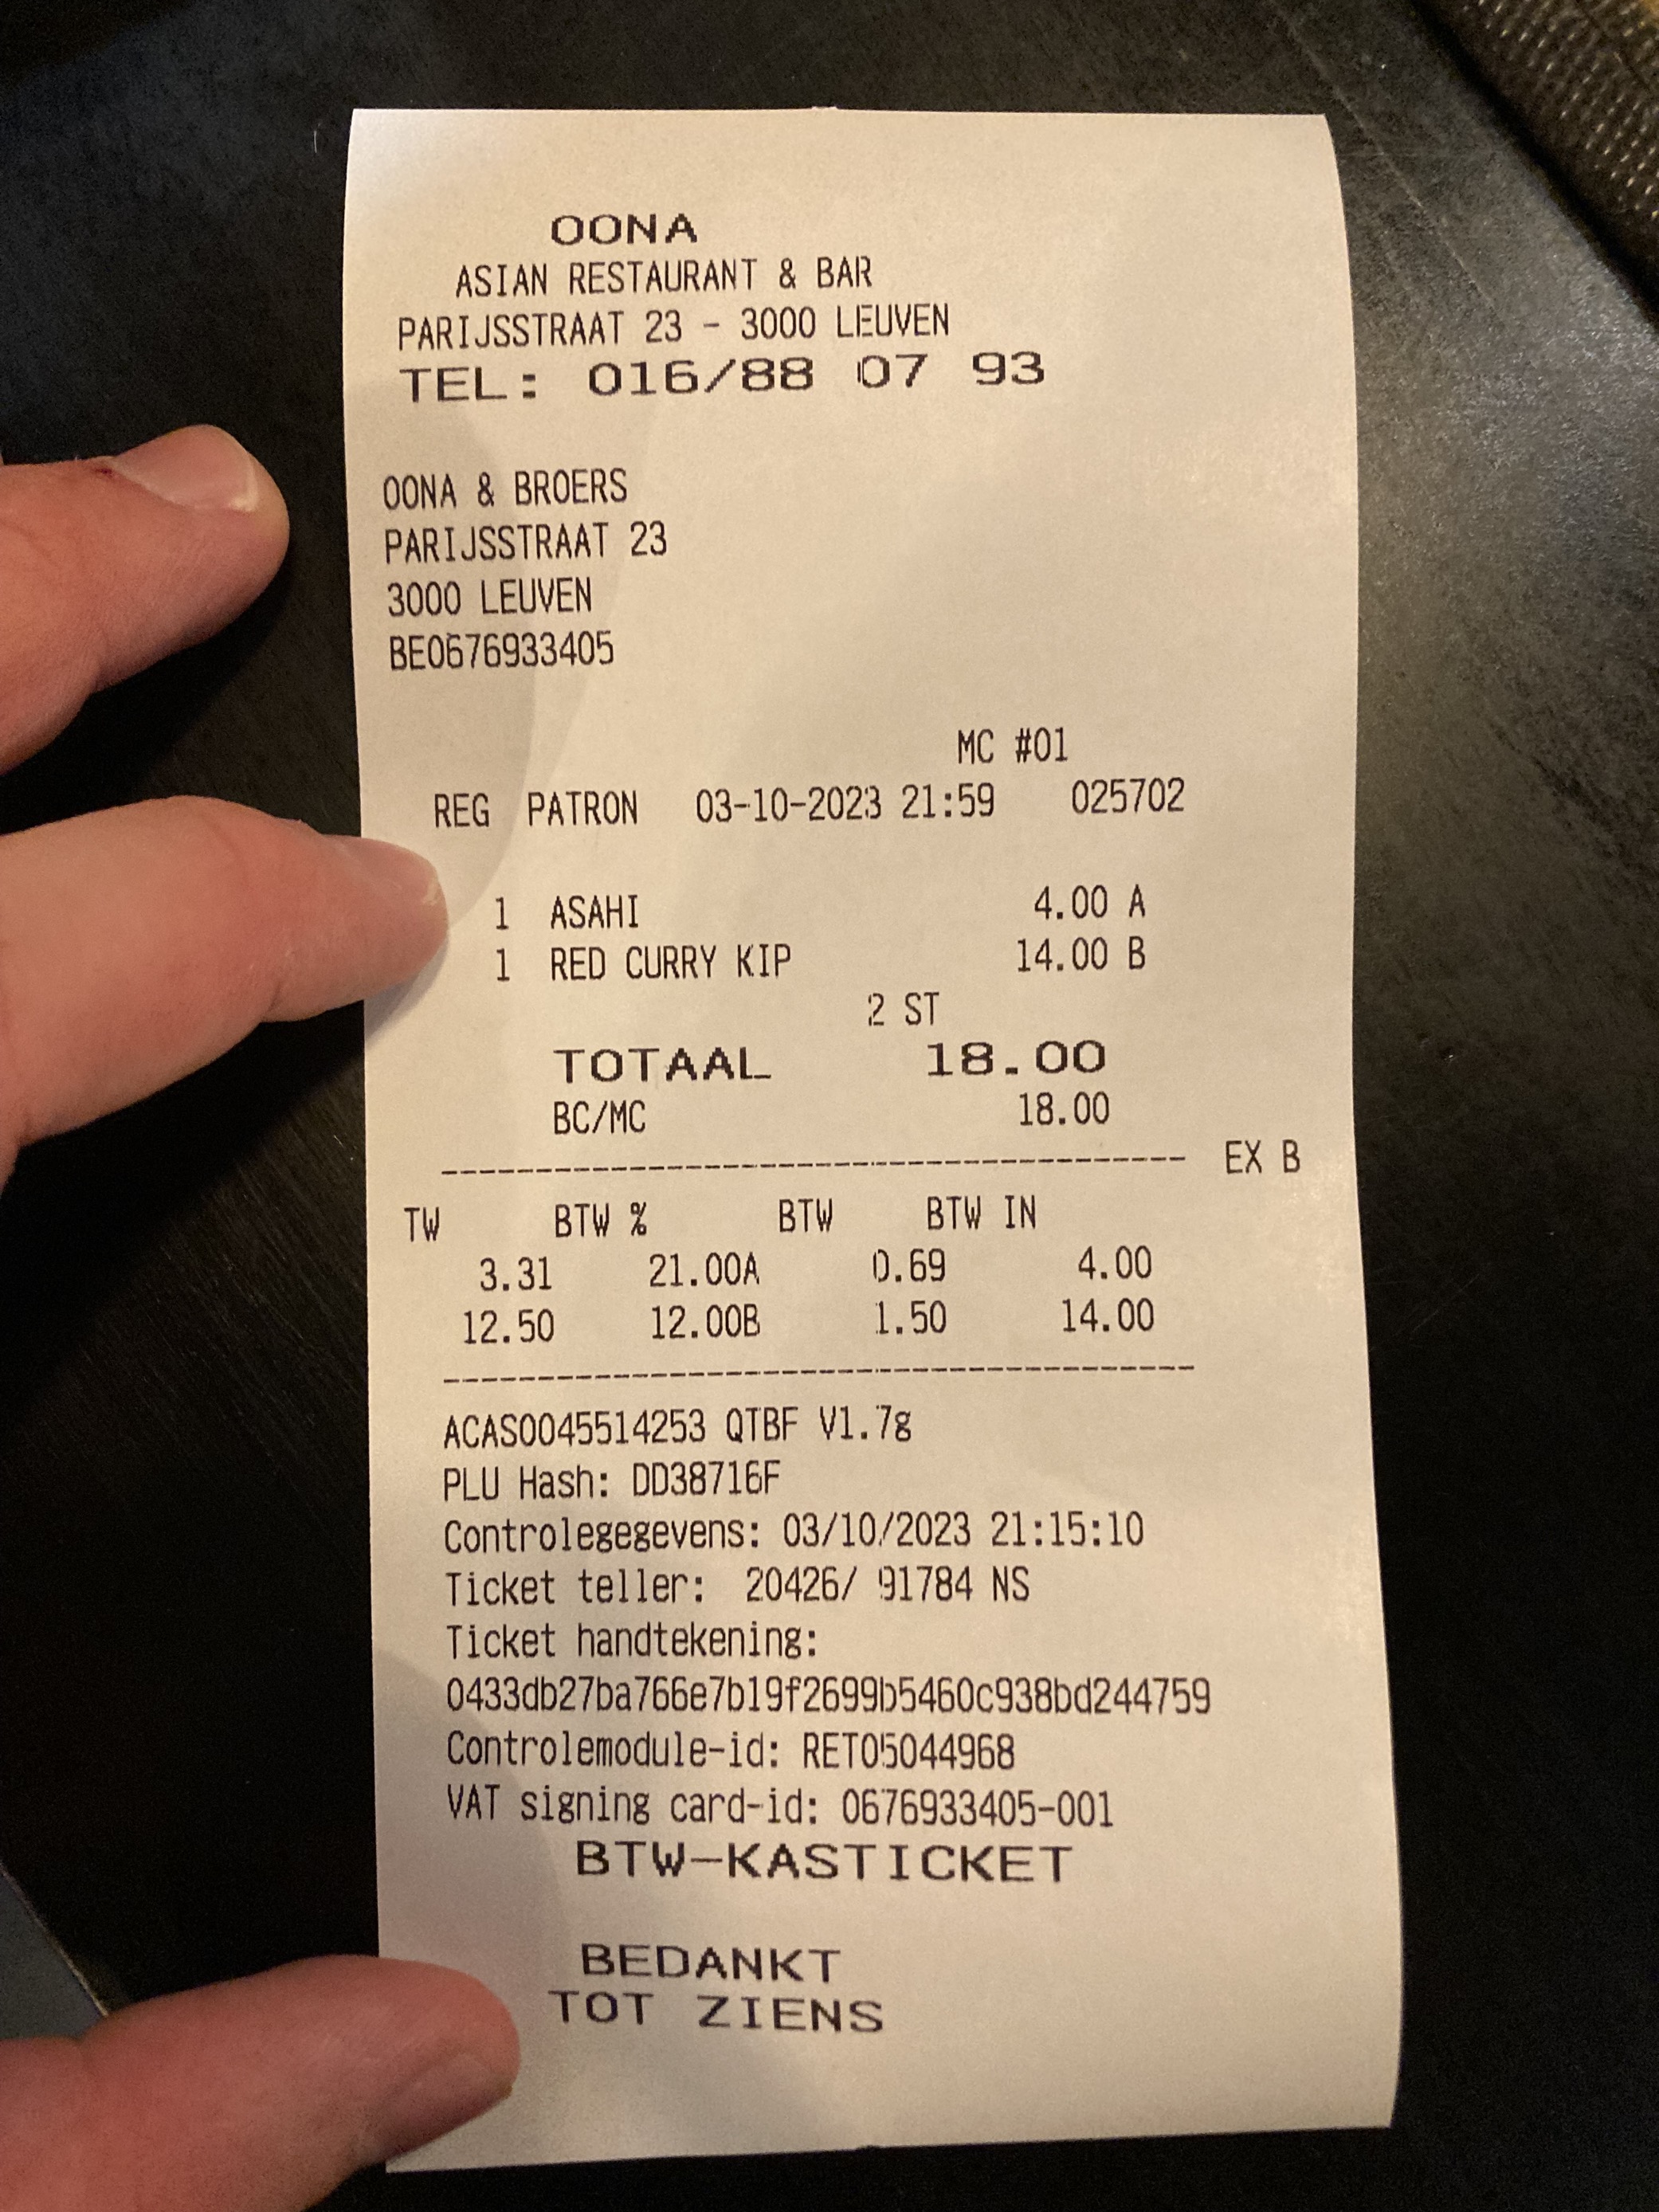 OONA
ASIAN RESTAURANT & BAR
PARIJSSTRAAT 23 - 3000 LEUVEN
TEL: 016/88 07 93
OONA & BROERS
PARIJSSTRAAT 23
3000 LEUVEN
BE0676933405
MC #01
REG PATRON 03-10-2023 21:59 025702
1 ASAHI 4.00 A
1 RED CURRY KIP 14.00 B
2 ST
TOTAAL 18.00
BC/MC 18.00
---------------------------------------- EX B
TW BTW % BTW BTW IN
3.31 21.00A 0.69 4.00
12.50 12.00B 1.50 14.00
----------------------------------------
ACAS0045514253 QTBF V1.7g
PLU Hash: DD38716F
Controlegegevens: 03/10/2023 21:15:10
Ticket teller: 20426/ 91784 NS
Ticket handtekening:
0433db27ba766e7b19f2699b5460c938bd244759
Controlemodule-id: RET05044968
VAT signing card-id: 0676933405-001
BTW-KASTICKET
BEDANKT
TOT ZIENS